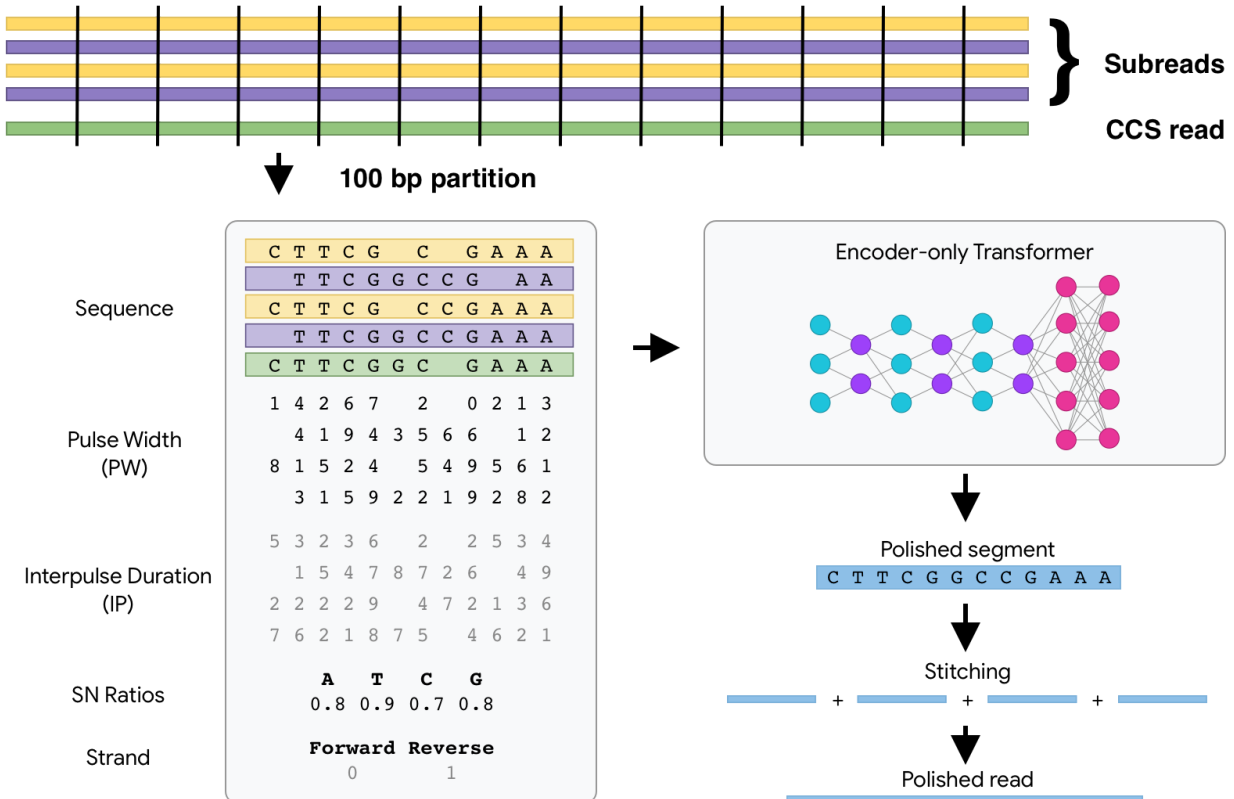 Subreads
CCS read
100 bp partition
Sequence
C T T C G   C   G A A A
T T C G G C C G   A A
C T T C G   C C G A A A
T T C G G C C G A A A
C T T C G G C   G A A A
Pulse Width
(PW)
1 4 2 6 7   2   0 2 1 3
4 1 9 4 3 5 6 6   1 2
8 1 5 2 4   5 4 9 5 6 1
3 1 5 9 2 2 1 9 2 8 2
Interpulse Duration
(IP)
5 3 2 3 6   2   2 5 3 4
1 5 4 7 8 7 2 6   4 9
2 2 2 2 9   4 7 2 1 3 6
7 6 2 1 8 7 5   4 6 2 1
SN Ratios
A T C G
0.8 0.9 0.7 0.8
Strand
Forward Reverse
0 1
Encoder-only Transformer
Polished segment
C T T C G G C C G A A A
Stitching
+ + +
Polished read